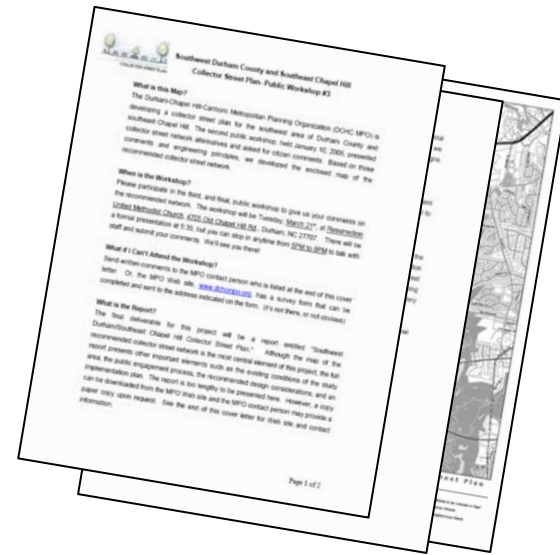 Southwest Durham County and Southeast Chapel Hill
Collector Street Plan- Public Workshop #3
COLLECTOR STREET PLAN
What is this Map?
The Durham-Chapel Hill-Carrboro Metropolitan Planning Organization (DCHC MPO) is
developing a collector street plan for the southwest area of Durham County and
southeast Chapel Hill. The second public workshop, held January 10, 2006, presented
collector street network alternatives and asked for citizen comments. Based on those
comments and engineering principles, we developed the enclosed map of the
recommended collector street network.
When is the Workshop?
Please participate in the third, and final, public workshop to give us your comments on
the recommended network. The workshop will be Tuesday, March 21st, at Resurrection
United Methodist Church, 4705 Old Chapel Hill Rd., Durham, NC 27707. There will be
a formal presentation at 5:30, but you can stop in anytime from 5PM to 8PM to talk with
staff and submit your comments. We'll see you there!
What if I Can't Attend the Workshop?
Send written comments to the MPO contact person who is listed at the end of this cover
letter. Or, the MPO Web site, www.dchcmpo.org, has a survey form that can be
completed and sent to the address indicated on the form. (it's not there, or not obvious)
What is the Report?
The final deliverable for this project will be a report entitled "Southwest
Durham/Southeast Chapel Hill Collector Street Plan." Although the map of the
recommended collector street network is the most central element of this project, the full
report presents other important elements such as the existing conditions of the study
area, the public engagement process, the recommended design considerations, and an
implementation plan. The report is too lengthy to be presented here. However, a copy
can be downloaded from the MPO Web site and the MPO contact person may provide a
paper copy upon request. See the end of this cover letter for Web site and contact
information.
Page 1 of 2